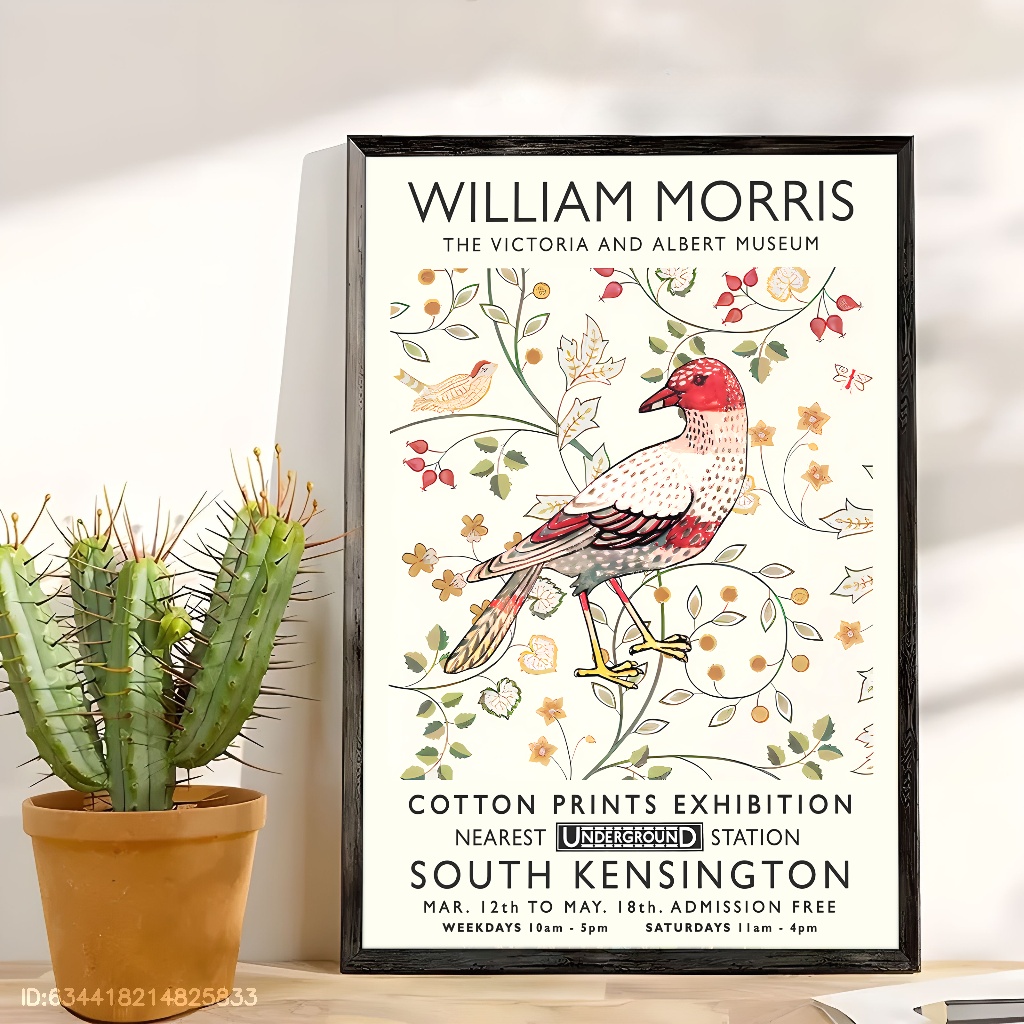 WILLIAM MORRIS
THE VICTORIA AND ALBERT MUSEUM
COTTON PRINTS EXHIBITION
NEAREST UNDERGROUND STATION
SOUTH KENSINGTON
MAR. 12th TO MAY. 18th. ADMISSION FREE
WEEKDAYS 10am - 5pm SATURDAYS 11am - 4pm
ID:634418214825833